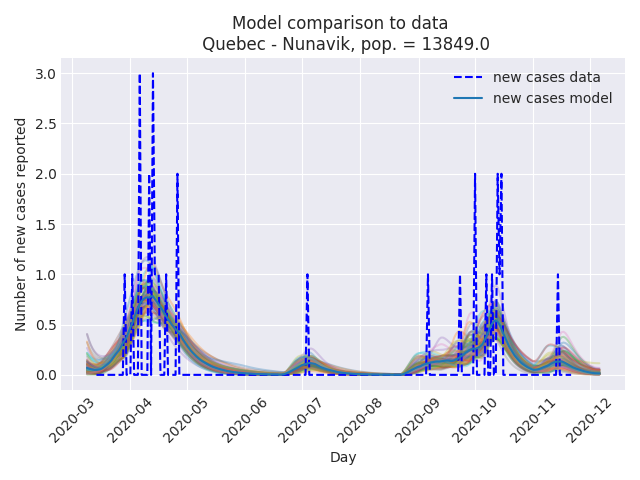 Model comparison to data
Quebec - Nunavik, pop. = 13849.0
new cases data
new cases model
Number of new cases reported
3.0
2.5
2.0
1.5
1.0
0.5
0.0
2020-03
2020-04
2020-05
2020-06
2020-07
2020-08
2020-09
2020-10
2020-11
2020-12
Day